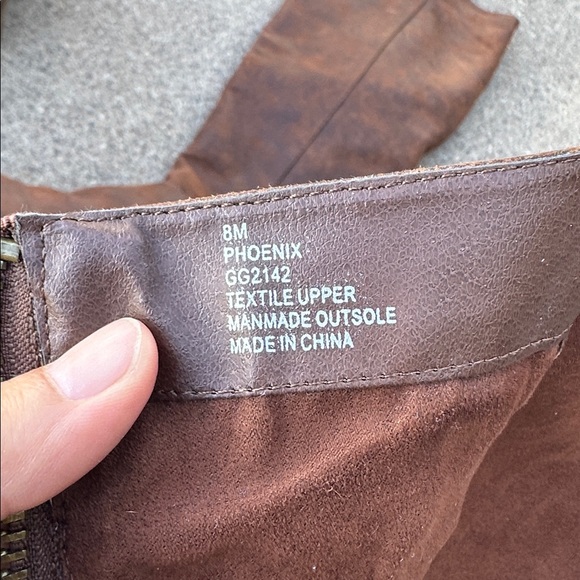 8M
PHOENIX
GG2142
TEXTILE UPPER
MANMADE OUTSOLE
MADE IN CHINA